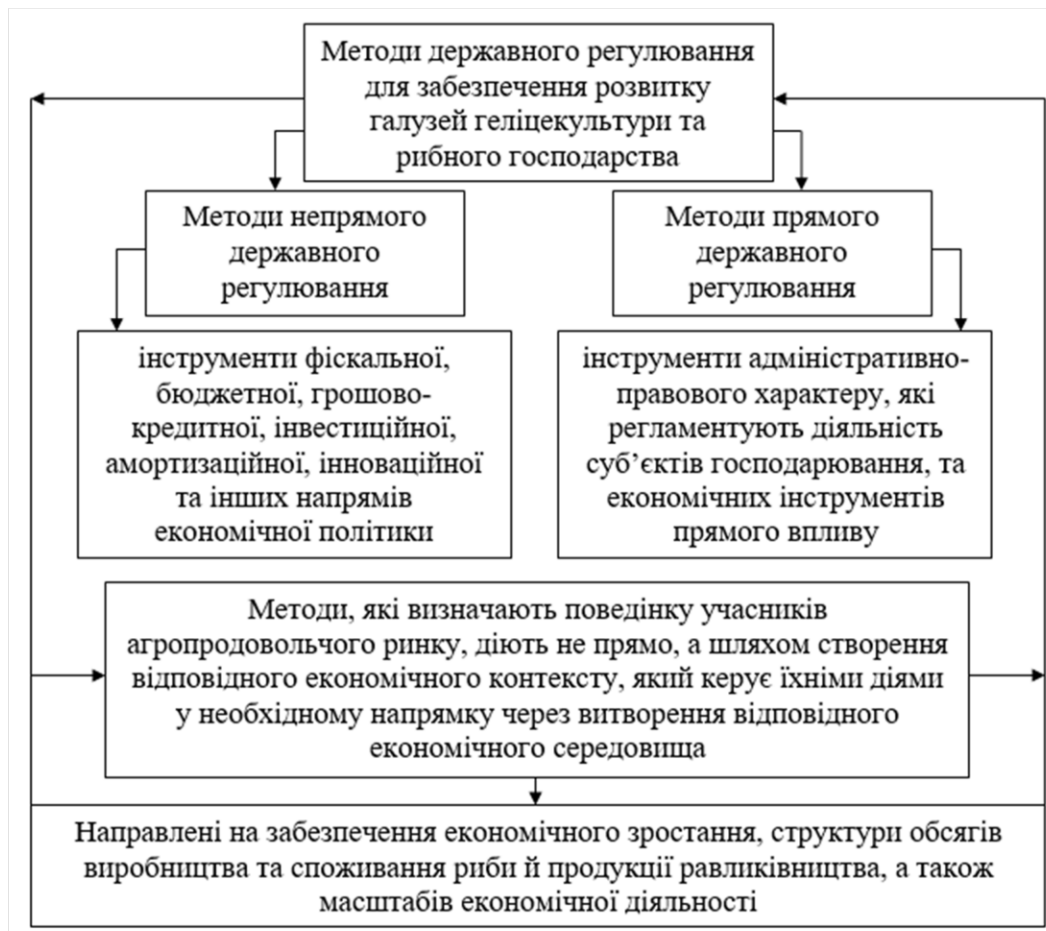 Методи державного регулювання
для забезпечення розвитку
галузей геліцекультури та
рибного господарства
Методи непрямого
державного
регулювання
Методи прямого
державного
регулювання
інструменти фіскальної,
бюджетної, грошово-
кредитної, інвестиційної,
амортизаційної, інноваційної
та інших напрямів
економічної політики
інструменти адміністративно-
правового характеру, які
регламентують діяльність
суб’єктів господарювання, та
економічних інструментів
прямого впливу
Методи, які визначають поведінку учасників
агропродовольчого ринку, діють не прямо, а шляхом створення
відповідного економічного контексту, який керує їхніми діями
у необхідному напрямку через витворення відповідного
економічного середовища
Направлені на забезпечення економічного зростання, структури обсягів
виробництва та споживання риби й продукції равликівництва, а також
масштабів економічної діяльності